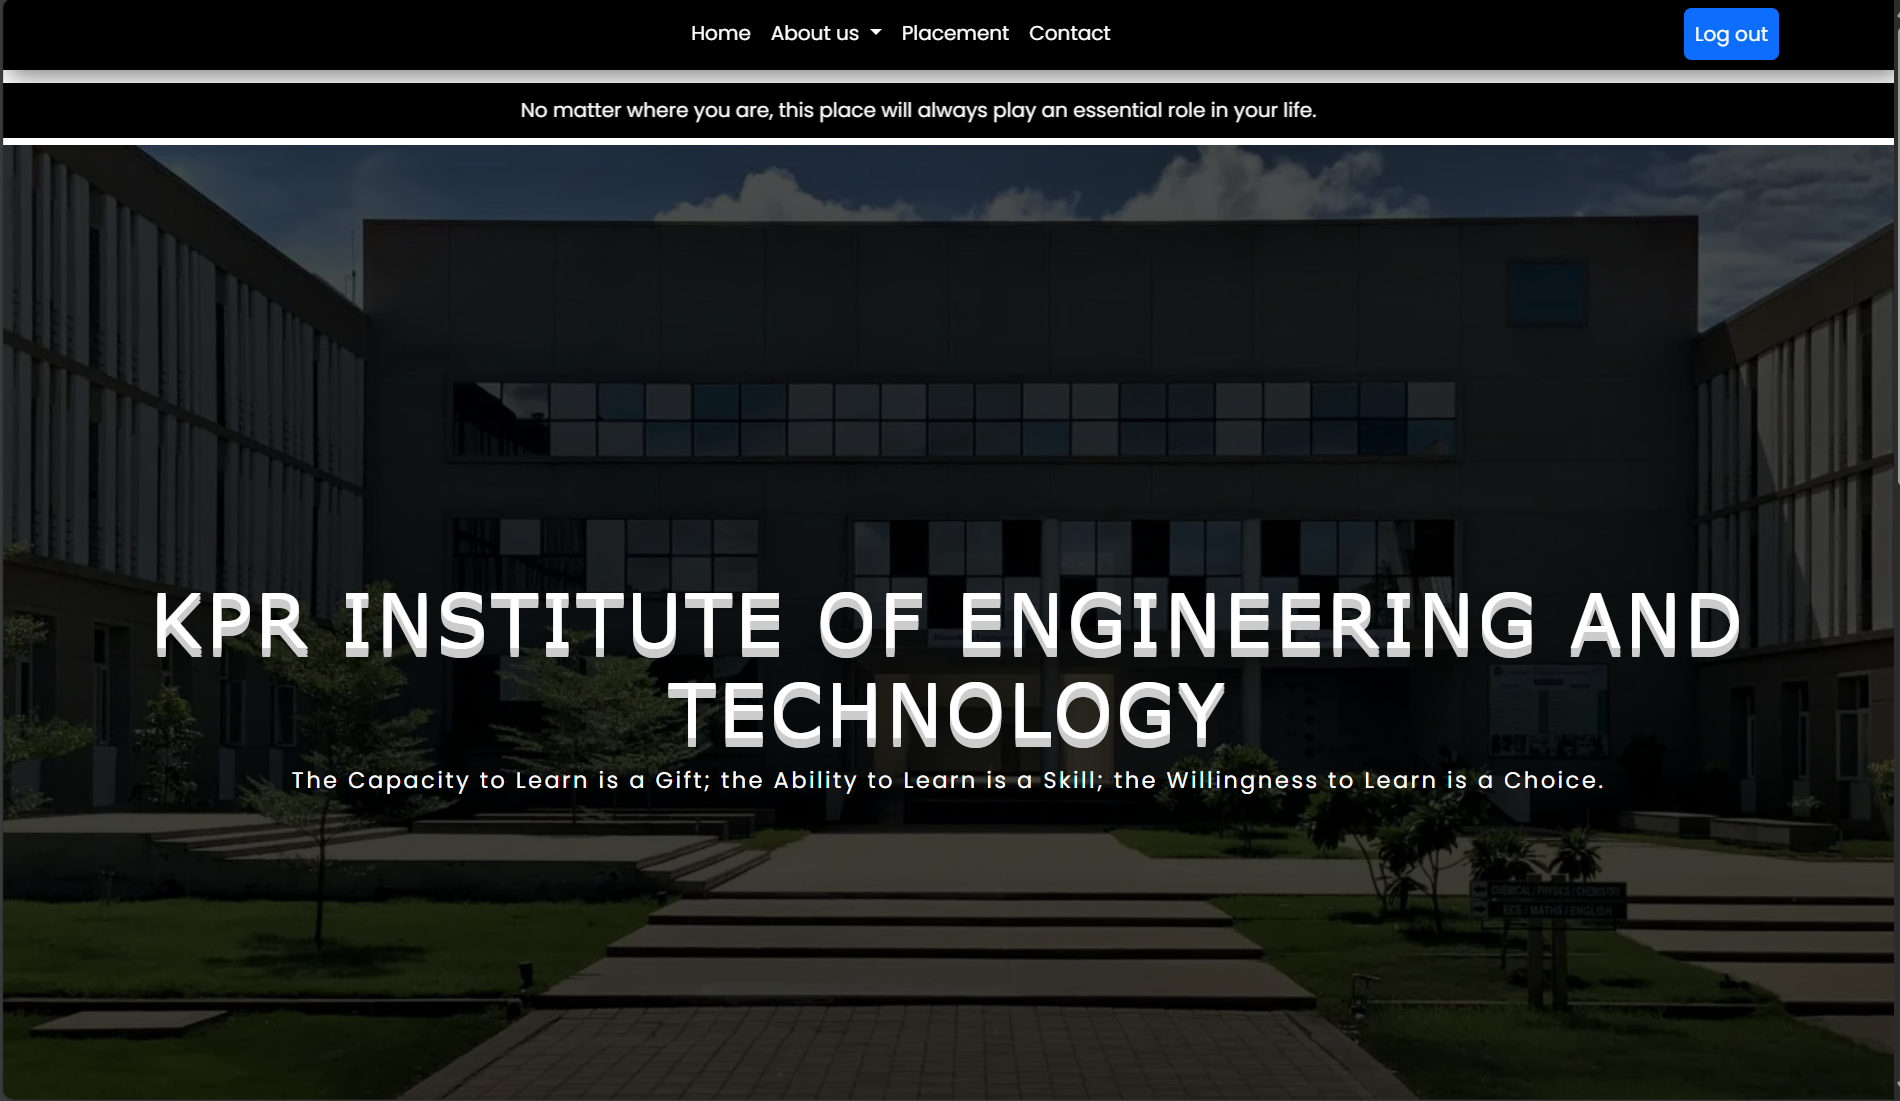 Home About us Placement Contact Log out
No matter where you are, this place will always play an essential role in your life.
KPR INSTITUTE OF ENGINEERING AND
TECHNOLOGY
The Capacity to Learn is a Gift; the Ability to Learn is a Skill; the Willingness to Learn is a Choice.
CHEMICAL / PHYSICS / CHEMISTRY
ECE / MATHS / ENGLISH